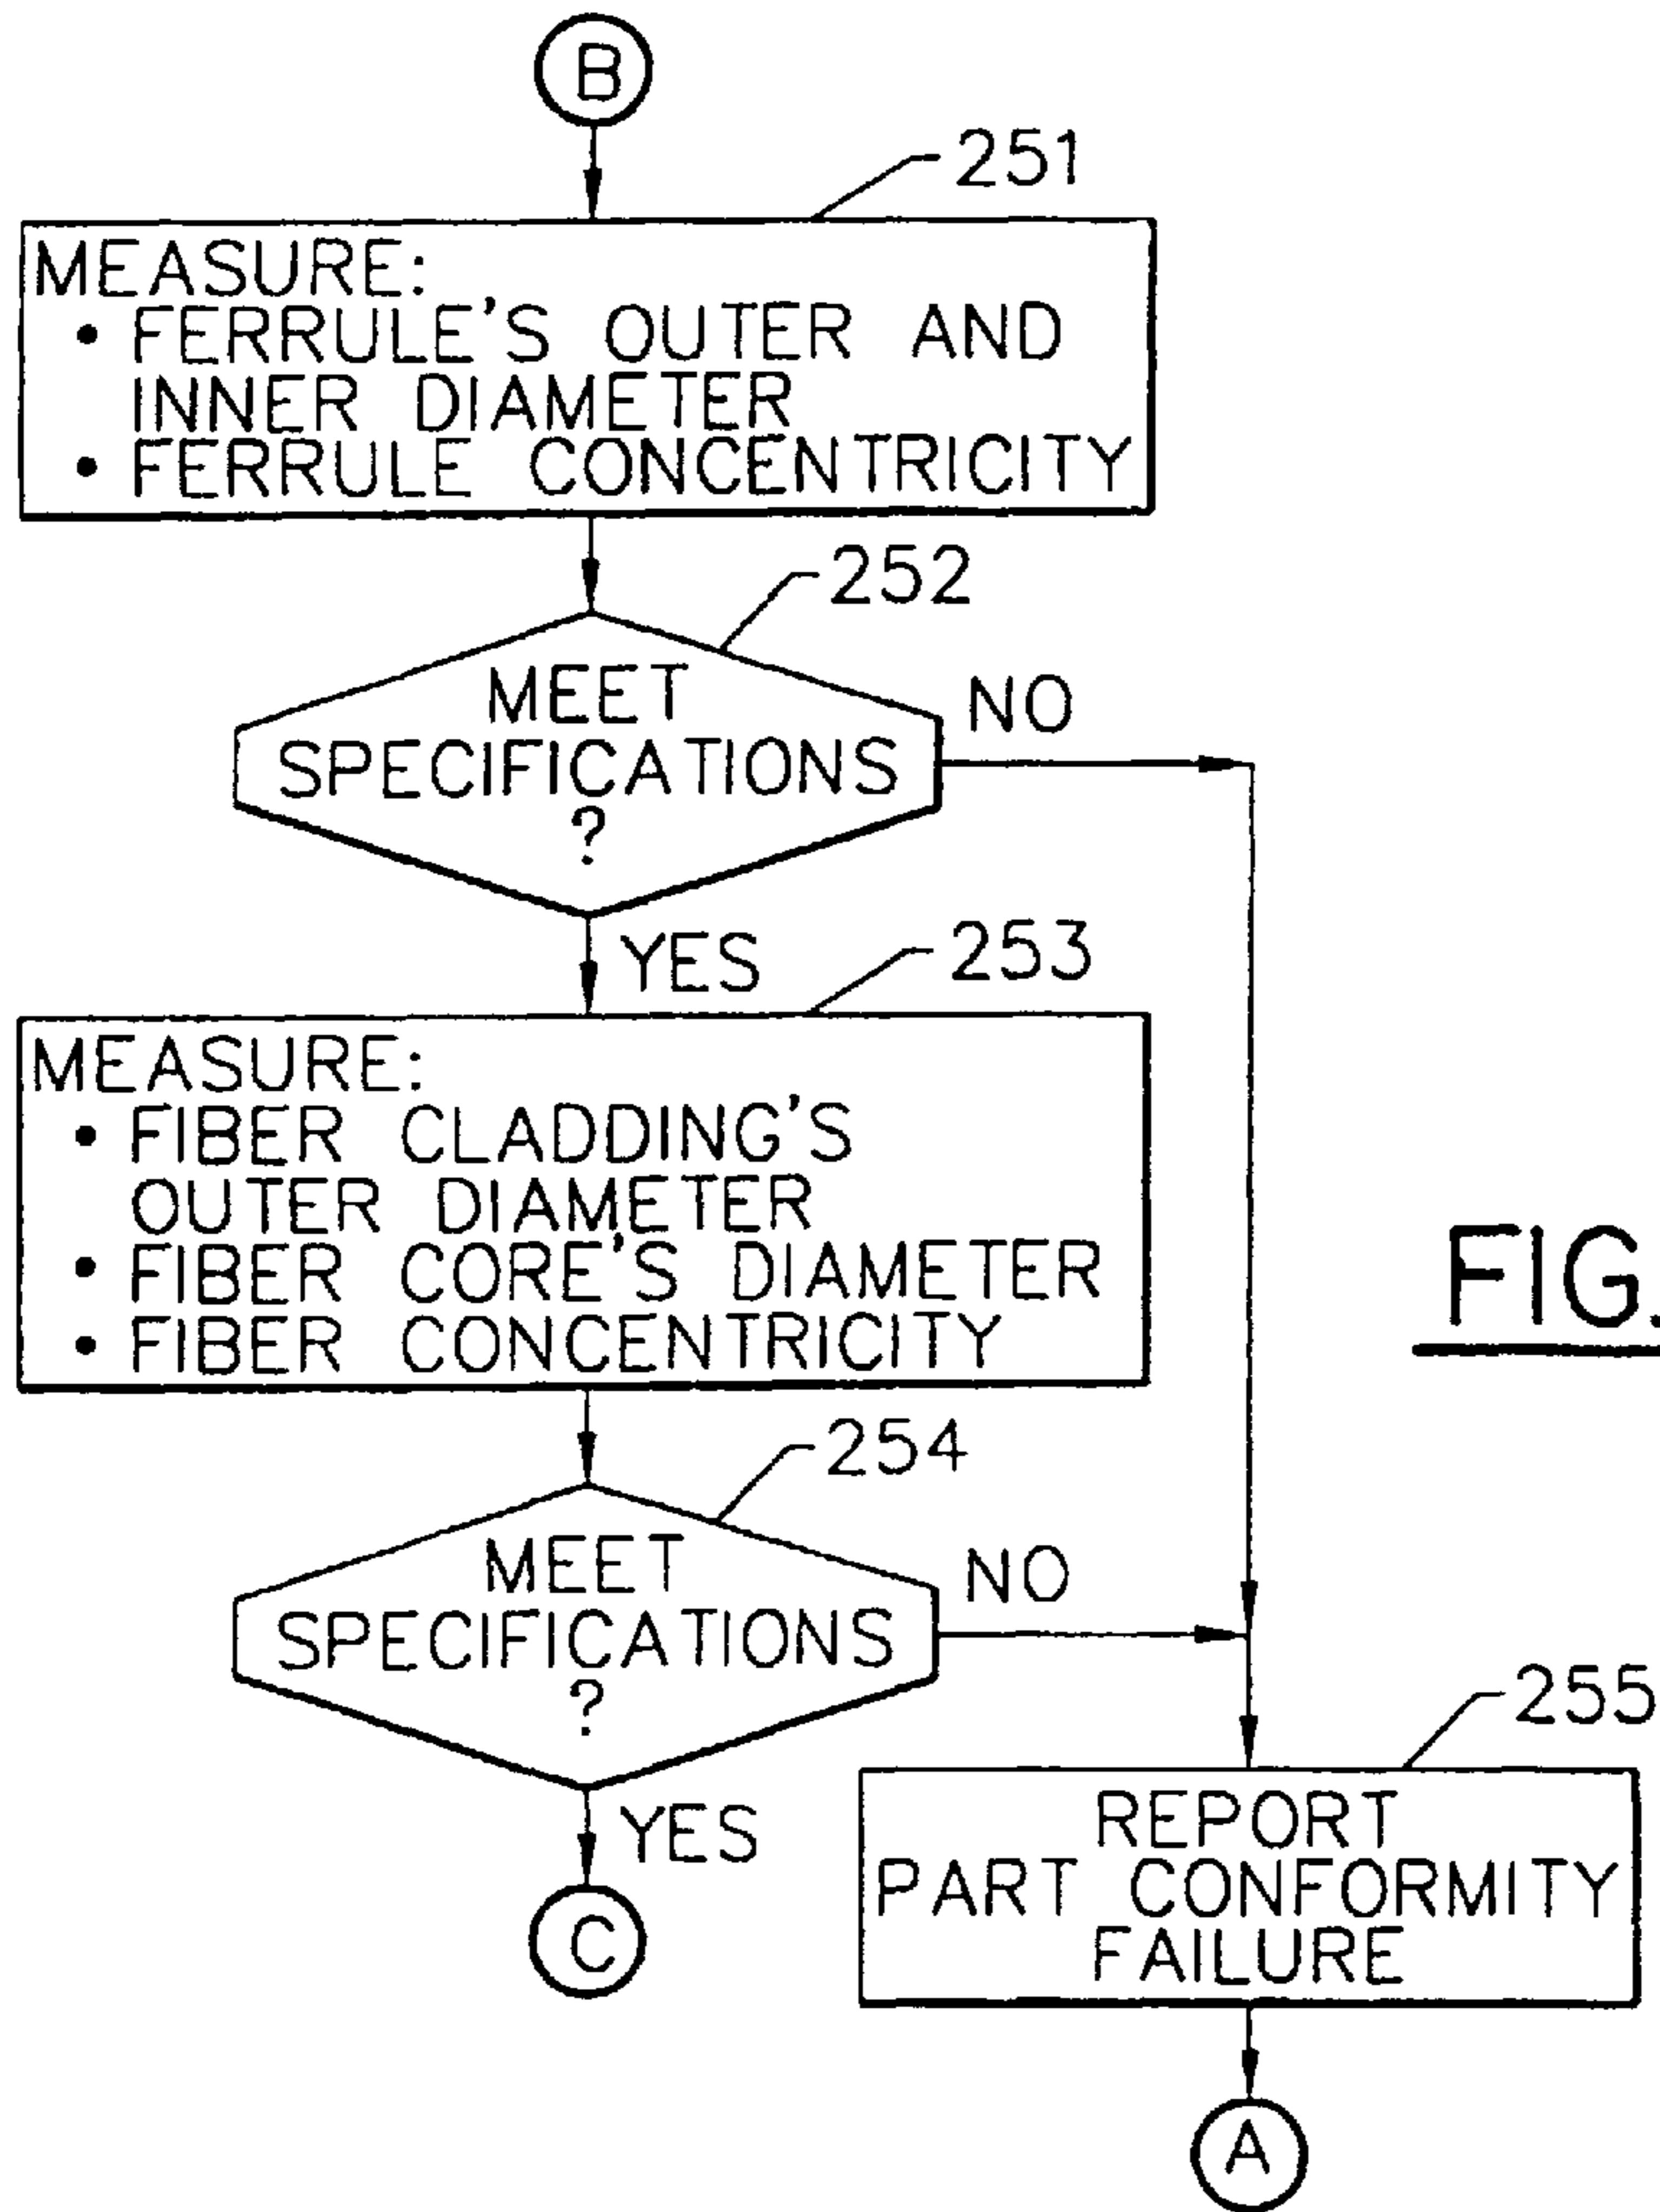 B
251
MEASURE:
• FERRULE'S OUTER AND
INNER DIAMETER
• FERRULE CONCENTRICITY
252
MEET
SPECIFICATIONS
?
NO
YES
253
MEASURE:
• FIBER CLADDING'S
OUTER DIAMETER
• FIBER CORE'S DIAMETER
• FIBER CONCENTRICITY
FIG.
254
MEET
SPECIFICATIONS
?
NO
YES
C
255
REPORT
PART CONFORMITY
FAILURE
A